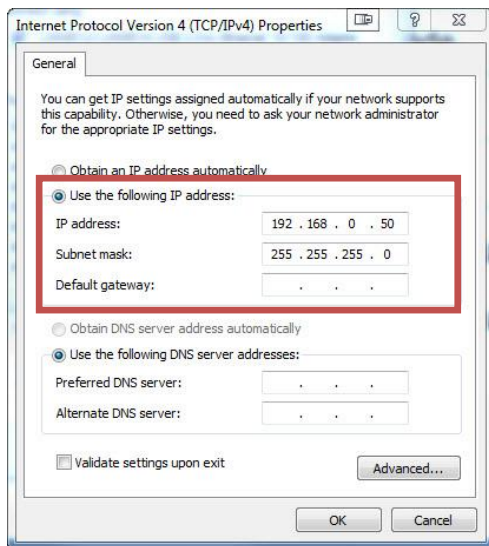 Internet Protocol Version 4 (TCP/IPv4) Properties
General
You can get IP settings assigned automatically if your network supports
this capability. Otherwise, you need to ask your network administrator
for the appropriate IP settings.
Obtain an IP address automatically
Use the following IP address:
IP address: 192 . 168 . 0 . 50
Subnet mask: 255 . 255 . 255 . 0
Default gateway: . . .
Obtain DNS server address automatically
Use the following DNS server addresses:
Preferred DNS server: . . .
Alternate DNS server: . . .
Validate settings upon exit
Advanced...
OK Cancel